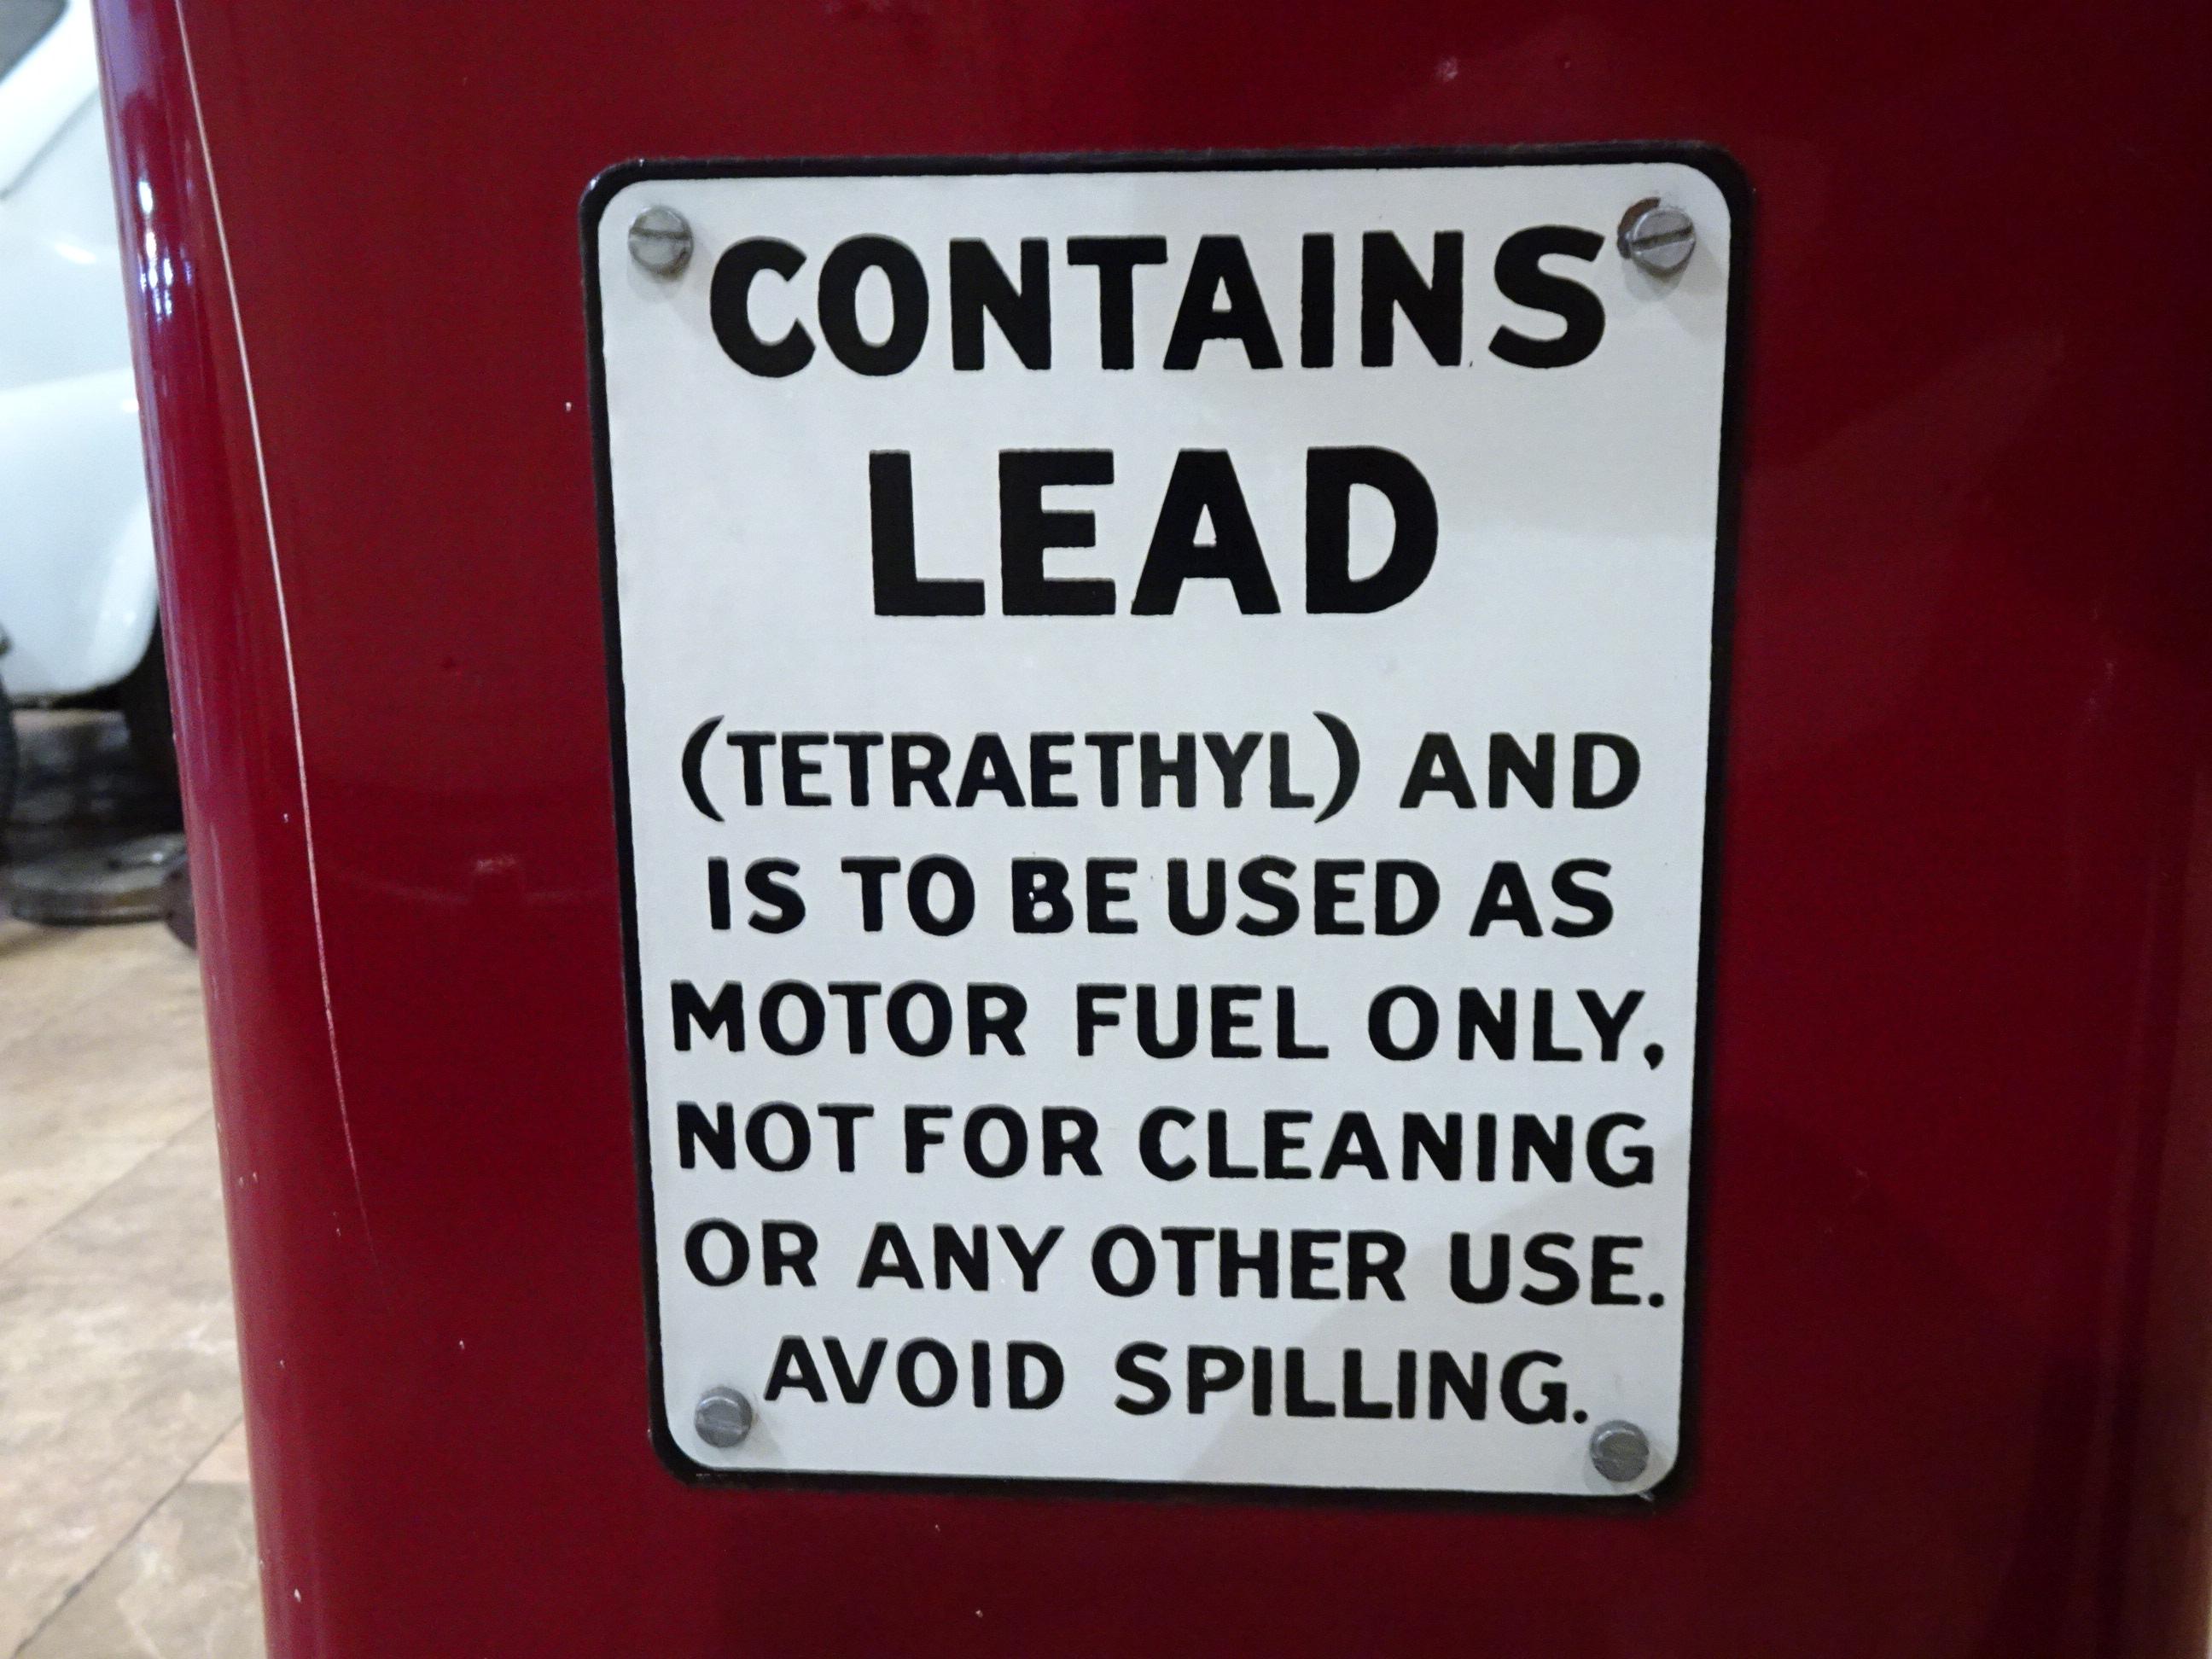 CONTAINS
LEAD
(TETRAETHYL) AND
IS TO BE USED AS
MOTOR FUEL ONLY,
NOT FOR CLEANING
OR ANY OTHER USE.
AVOID SPILLING.